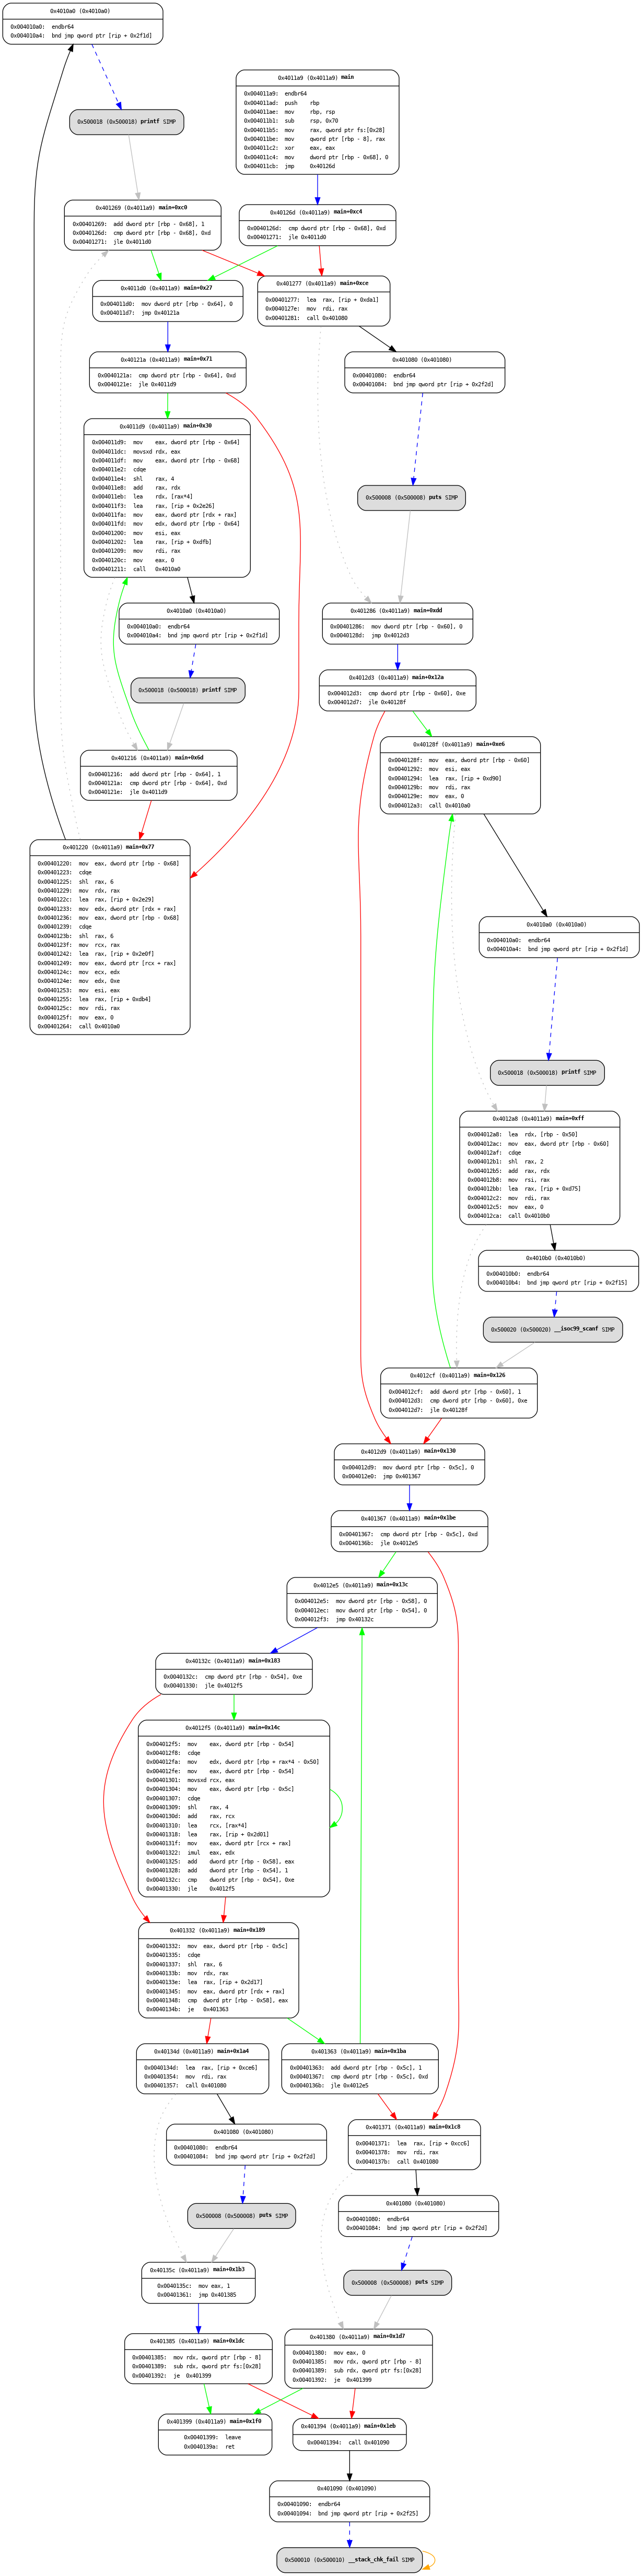 0x4010a0 (0x4010a0)
0x004010a0: endbr64
0x004010a4: bnd jmp qword ptr [rip + 0x2f1d]
0x4011a9 (0x4011a9) main
0x004011a9: endbr64
0x004011ad: push rbp
0x004011ae: mov rbp, rsp
0x004011b1: sub rsp, 0x70
0x004011b5: mov rax, qword ptr fs:[0x28]
0x004011be: mov qword ptr [rbp - 8], rax
0x004011c2: xor eax, eax
0x004011c4: mov dword ptr [rbp - 0x68], 0
0x004011cb: jmp 0x40126d
0x500018 (0x500018) printf SIMP
0x401269 (0x4011a9) main+0xc0
0x00401269: add dword ptr [rbp - 0x68], 1
0x0040126d: cmp dword ptr [rbp - 0x68], 0xd
0x00401271: jle 0x4011d0
0x40126d (0x4011a9) main+0xc4
0x0040126d: cmp dword ptr [rbp - 0x68], 0xd
0x00401271: jle 0x4011d0
0x4011d0 (0x4011a9) main+0x27
0x004011d0: mov dword ptr [rbp - 0x64], 0
0x004011d7: jmp 0x40121a
0x401277 (0x4011a9) main+0xce
0x00401277: lea rax, [rip + 0xda1]
0x0040127e: mov rdi, rax
0x00401281: call 0x401080
0x40121a (0x4011a9) main+0x71
0x0040121a: cmp dword ptr [rbp - 0x64], 0xd
0x0040121e: jle 0x4011d9
0x401080 (0x401080)
0x00401080: endbr64
0x00401084: bnd jmp qword ptr [rip + 0x2f2d]
0x4011d9 (0x4011a9) main+0x30
0x004011d9: mov eax, dword ptr [rbp - 0x64]
0x004011dc: movsxd rdx, eax
0x004011df: mov eax, dword ptr [rbp - 0x68]
0x004011e2: cdqe
0x004011e4: shl rax, 4
0x004011e8: add rax, rdx
0x004011eb: lea rdx, [rax*4]
0x004011f3: lea rax, [rip + 0x2e26]
0x004011fa: mov eax, dword ptr [rdx + rax]
0x004011fd: mov edx, dword ptr [rbp - 0x64]
0x00401200: mov esi, eax
0x00401202: lea rax, [rip + 0xdfb]
0x00401209: mov rdi, rax
0x0040120c: mov eax, 0
0x00401211: call 0x4010a0
0x500008 (0x500008) puts SIMP
0x4010a0 (0x4010a0)
0x004010a0: endbr64
0x004010a4: bnd jmp qword ptr [rip + 0x2f1d]
0x401286 (0x4011a9) main+0xdd
0x00401286: mov dword ptr [rbp - 0x60], 0
0x0040128d: jmp 0x4012d3
0x500018 (0x500018) printf SIMP
0x4012d3 (0x4011a9) main+0x12a
0x004012d3: cmp dword ptr [rbp - 0x60], 0xe
0x004012d7: jle 0x40128f
0x401216 (0x4011a9) main+0x6d
0x00401216: add dword ptr [rbp - 0x64], 1
0x0040121a: cmp dword ptr [rbp - 0x64], 0xd
0x0040121e: jle 0x4011d9
0x40128f (0x4011a9) main+0xe6
0x0040128f: mov eax, dword ptr [rbp - 0x60]
0x00401292: mov esi, eax
0x00401294: lea rax, [rip + 0xd90]
0x0040129b: mov rdi, rax
0x0040129e: mov eax, 0
0x004012a3: call 0x4010a0
0x401220 (0x4011a9) main+0x77
0x00401220: mov eax, dword ptr [rbp - 0x68]
0x00401223: cdqe
0x00401225: shl rax, 6
0x00401229: mov rdx, rax
0x0040122c: lea rax, [rip + 0x2e29]
0x00401233: mov edx, dword ptr [rdx + rax]
0x00401236: mov eax, dword ptr [rbp - 0x68]
0x00401239: cdqe
0x0040123b: shl rax, 6
0x0040123f: mov rcx, rax
0x00401242: lea rax, [rip + 0x2e0f]
0x00401249: mov eax, dword ptr [rcx + rax]
0x0040124c: mov ecx, edx
0x0040124e: mov edx, 0xe
0x00401253: mov esi, eax
0x00401255: lea rax, [rip + 0xdb4]
0x0040125c: mov rdi, rax
0x0040125f: mov eax, 0
0x00401264: call 0x4010a0
0x4010a0 (0x4010a0)
0x004010a0: endbr64
0x004010a4: bnd jmp qword ptr [rip + 0x2f1d]
0x500018 (0x500018) printf SIMP
0x4012a8 (0x4011a9) main+0xff
0x004012a8: lea rdx, [rbp - 0x50]
0x004012ac: mov eax, dword ptr [rbp - 0x60]
0x004012af: cdqe
0x004012b1: shl rax, 2
0x004012b5: add rax, rdx
0x004012b8: mov rsi, rax
0x004012bb: lea rax, [rip + 0xd75]
0x004012c2: mov rdi, rax
0x004012c5: mov eax, 0
0x004012ca: call 0x4010b0
0x4010b0 (0x4010b0)
0x004010b0: endbr64
0x004010b4: bnd jmp qword ptr [rip + 0x2f15]
0x500020 (0x500020) __isoc99_scanf SIMP
0x4012cf (0x4011a9) main+0x126
0x004012cf: add dword ptr [rbp - 0x60], 1
0x004012d3: cmp dword ptr [rbp - 0x60], 0xe
0x004012d7: jle 0x40128f
0x4012d9 (0x4011a9) main+0x130
0x004012d9: mov dword ptr [rbp - 0x5c], 0
0x004012e0: jmp 0x401367
0x401367 (0x4011a9) main+0x1be
0x00401367: cmp dword ptr [rbp - 0x5c], 0xd
0x0040136b: jle 0x4012e5
0x4012e5 (0x4011a9) main+0x13c
0x004012e5: mov dword ptr [rbp - 0x58], 0
0x004012ec: mov dword ptr [rbp - 0x54], 0
0x004012f3: jmp 0x40132c
0x40132c (0x4011a9) main+0x183
0x0040132c: cmp dword ptr [rbp - 0x54], 0xe
0x00401330: jle 0x4012f5
0x4012f5 (0x4011a9) main+0x14c
0x004012f5: mov eax, dword ptr [rbp - 0x54]
0x004012f8: cdqe
0x004012fa: mov edx, dword ptr [rbp + rax*4 - 0x50]
0x004012fe: mov eax, dword ptr [rbp - 0x54]
0x00401301: movsxd rcx, eax
0x00401304: mov eax, dword ptr [rbp - 0x5c]
0x00401307: cdqe
0x00401309: shl rax, 4
0x0040130d: add rax, rcx
0x00401310: lea rcx, [rax*4]
0x00401318: lea rax, [rip + 0x2d01]
0x0040131f: mov eax, dword ptr [rcx + rax]
0x00401322: imul eax, edx
0x00401325: add dword ptr [rbp - 0x58], eax
0x00401328: add dword ptr [rbp - 0x54], 1
0x0040132c: cmp dword ptr [rbp - 0x54], 0xe
0x00401330: jle 0x4012f5
0x401332 (0x4011a9) main+0x189
0x00401332: mov eax, dword ptr [rbp - 0x5c]
0x00401335: cdqe
0x00401337: shl rax, 6
0x0040133b: mov rdx, rax
0x0040133e: lea rax, [rip + 0x2d17]
0x00401345: mov eax, dword ptr [rdx + rax]
0x00401348: cmp dword ptr [rbp - 0x58], eax
0x0040134b: je 0x401363
0x40134d (0x4011a9) main+0x1a4
0x0040134d: lea rax, [rip + 0xce6]
0x00401354: mov rdi, rax
0x00401357: call 0x401080
0x401363 (0x4011a9) main+0x1ba
0x00401363: add dword ptr [rbp - 0x5c], 1
0x00401367: cmp dword ptr [rbp - 0x5c], 0xd
0x0040136b: jle 0x4012e5
0x401080 (0x401080)
0x00401080: endbr64
0x00401084: bnd jmp qword ptr [rip + 0x2f2d]
0x401371 (0x4011a9) main+0x1c8
0x00401371: lea rax, [rip + 0xcc6]
0x00401378: mov rdi, rax
0x0040137b: call 0x401080
0x500008 (0x500008) puts SIMP
0x401080 (0x401080)
0x00401080: endbr64
0x00401084: bnd jmp qword ptr [rip + 0x2f2d]
0x40135c (0x4011a9) main+0x1b3
0x0040135c: mov eax, 1
0x00401361: jmp 0x401385
0x500008 (0x500008) puts SIMP
0x401385 (0x4011a9) main+0x1dc
0x00401385: mov rdx, qword ptr [rbp - 8]
0x00401389: sub rdx, qword ptr fs:[0x28]
0x00401392: je 0x401399
0x401380 (0x4011a9) main+0x1d7
0x00401380: mov eax, 0
0x00401385: mov rdx, qword ptr [rbp - 8]
0x00401389: sub rdx, qword ptr fs:[0x28]
0x00401392: je 0x401399
0x401399 (0x4011a9) main+0x1f0
0x00401399: leave
0x0040139a: ret
0x401394 (0x4011a9) main+0x1eb
0x00401394: call 0x401090
0x401090 (0x401090)
0x00401090: endbr64
0x00401094: bnd jmp qword ptr [rip + 0x2f25]
0x500010 (0x500010) __stack_chk_fail SIMP